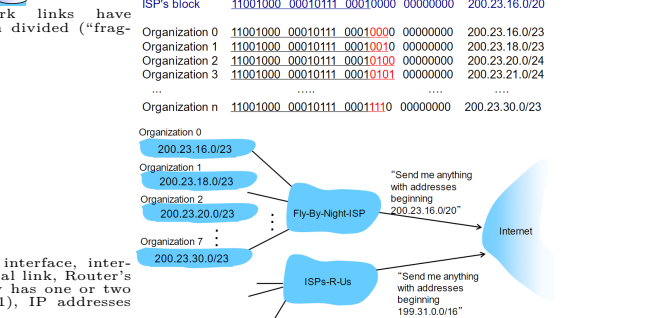 rk links have
divided (“frag-
interface, inter-
al link, Router's
has one or two
1), IP addresses
ISP's block 11001000 00010111 00010000 00000000 200.23.16.0/20
Organization 0 11001000 00010111 00010000 00000000 200.23.16.0/23
Organization 1 11001000 00010111 00010010 00000000 200.23.18.0/23
Organization 2 11001000 00010111 00010100 00000000 200.23.20.0/24
Organization 3 11001000 00010111 00010101 00000000 200.23.21.0/24
... ..... .... ....
Organization n 11001000 00010111 00011110 00000000 200.23.30.0/23
Organization 0
200.23.16.0/23
Organization 1
200.23.18.0/23
Organization 2
200.23.20.0/23
Organization 7
200.23.30.0/23
Fly-By-Night-ISP
“Send me anything
with addresses
beginning
200.23.16.0/20”
Internet
ISPs-R-Us
“Send me anything
with addresses
beginning
199.31.0.0/16”